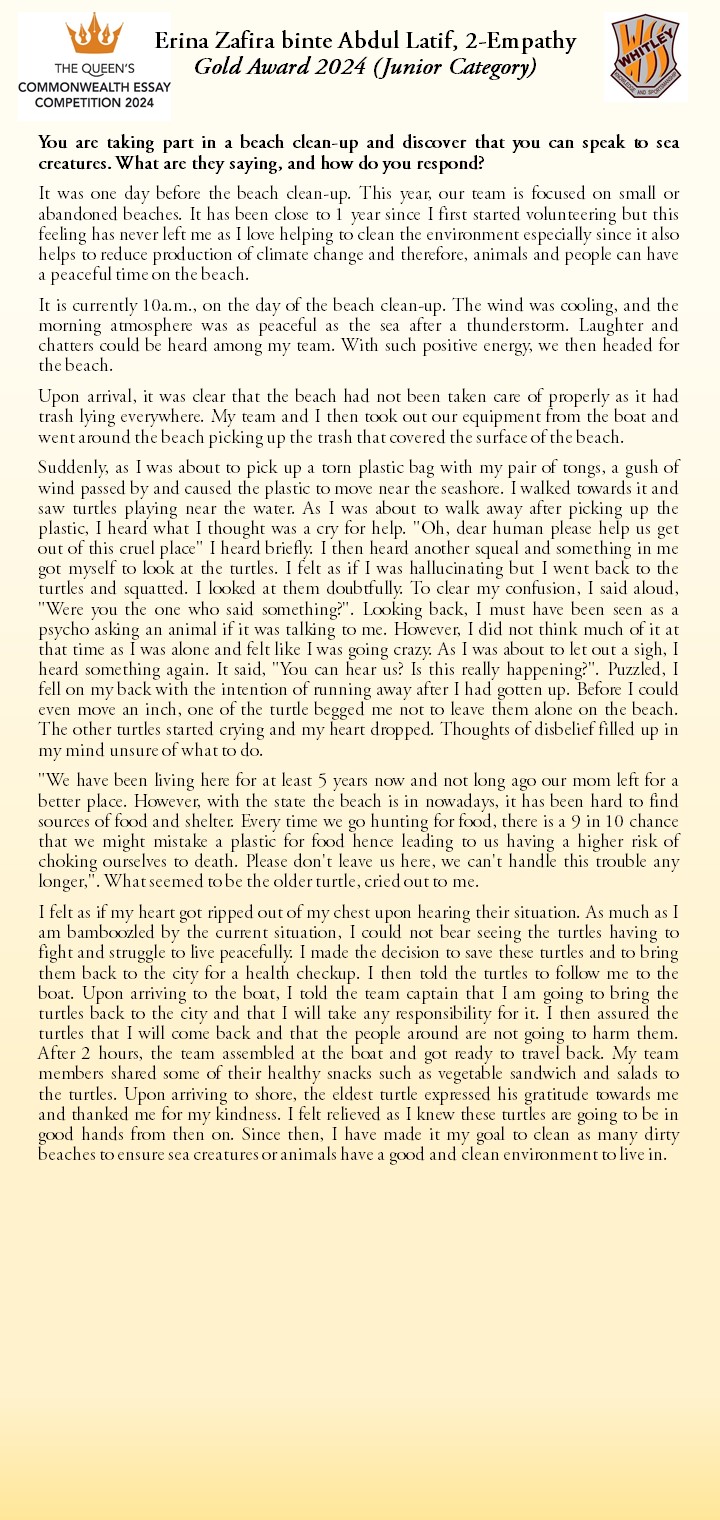 Erina Zafira binte Abdul Latif, 2-Empathy
Gold Award 2024 (Junior Category)
THE QUEEN'S
COMMONWEALTH ESSAY
COMPETITION 2024
WHITLEY
KNOWLEDGE AND SPORTSMANSHIP
You are taking part in a beach clean-up and discover that you can speak to sea
creatures. What are they saying, and how do you respond?
It was one day before the beach clean-up. This year, our team is focused on small or
abandoned beaches. It has been close to 1 year since I first started volunteering but this
feeling has never left me as I love helping to clean the environment especially since it also
helps to reduce production of climate change and therefore, animals and people can have
a peaceful time on the beach.
It is currently 10a.m., on the day of the beach clean-up. The wind was cooling, and the
morning atmosphere was as peaceful as the sea after a thunderstorm. Laughter and
chatters could be heard among my team. With such positive energy, we then headed for
the beach.
Upon arrival, it was clear that the beach had not been taken care of properly as it had
trash lying everywhere. My team and I then took out our equipment from the boat and
went around the beach picking up the trash that covered the surface of the beach.
Suddenly, as I was about to pick up a torn plastic bag with my pair of tongs, a gush of
wind passed by and caused the plastic to move near the seashore. I walked towards it and
saw turtles playing near the water. As I was about to walk away after picking up the
plastic, I heard what I thought was a cry for help. "Oh, dear human please help us get
out of this cruel place" I heard briefly. I then heard another squeal and something in me
got myself to look at the turtles. I felt as if I was hallucinating but I went back to the
turtles and squatted. I looked at them doubtfully. To clear my confusion, I said aloud,
"Were you the one who said something?". Looking back, I must have been seen as a
psycho asking an animal if it was talking to me. However, I did not think much of it at
that time as I was alone and felt like I was going crazy. As I was about to let out a sigh, I
heard something again. It said, "You can hear us? Is this really happening?". Puzzled, I
fell on my back with the intention of running away after I had gotten up. Before I could
even move an inch, one of the turtle begged me not to leave them alone on the beach.
The other turtles started crying and my heart dropped. Thoughts of disbelief filled up in
my mind unsure of what to do.
"We have been living here for at least 5 years now and not long ago our mom left for a
better place. However, with the state the beach is in nowadays, it has been hard to find
sources of food and shelter. Every time we go hunting for food, there is a 9 in 10 chance
that we might mistake a plastic for food hence leading to us having a higher risk of
choking ourselves to death. Please don't leave us here, we can't handle this trouble any
longer,". What seemed to be the older turtle, cried out to me.
I felt as if my heart got ripped out of my chest upon hearing their situation. As much as I
am bamboozled by the current situation, I could not bear seeing the turtles having to
fight and struggle to live peacefully. I made the decision to save these turtles and to bring
them back to the city for a health checkup. I then told the turtles to follow me to the
boat. Upon arriving to the boat, I told the team captain that I am going to bring the
turtles back to the city and that I will take any responsibility for it. I then assured the
turtles that I will come back and that the people around are not going to harm them.
After 2 hours, the team assembled at the boat and got ready to travel back. My team
members shared some of their healthy snacks such as vegetable sandwich and salads to
the turtles. Upon arriving to shore, the eldest turtle expressed his gratitude towards me
and thanked me for my kindness. I felt relieved as I knew these turtles are going to be in
good hands from then on. Since then, I have made it my goal to clean as many dirty
beaches to ensure sea creatures or animals have a good and clean environment to live in.